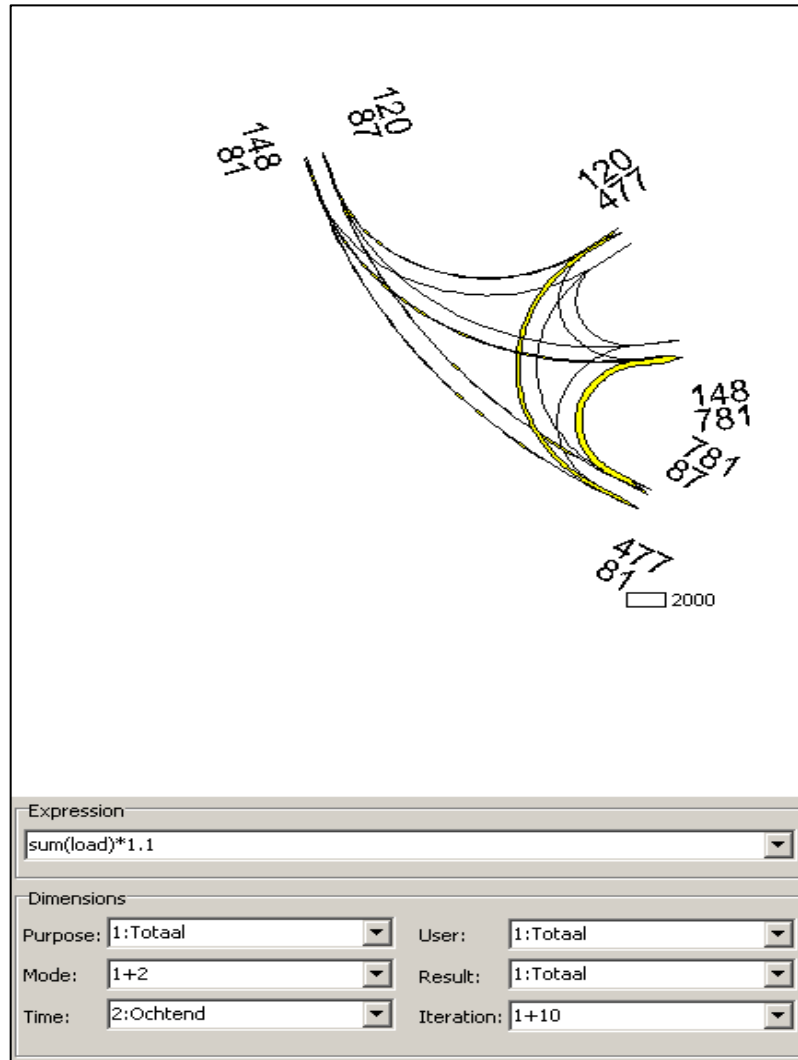 120
87
148
81
120
477
148
781
781
87
477
81
2000
Expression
sum(load)*1.1
Dimensions
Purpose: 1:Totaal User: 1:Totaal
Mode: 1+2 Result: 1:Totaal
Time: 2:Ochtend Iteration: 1+10